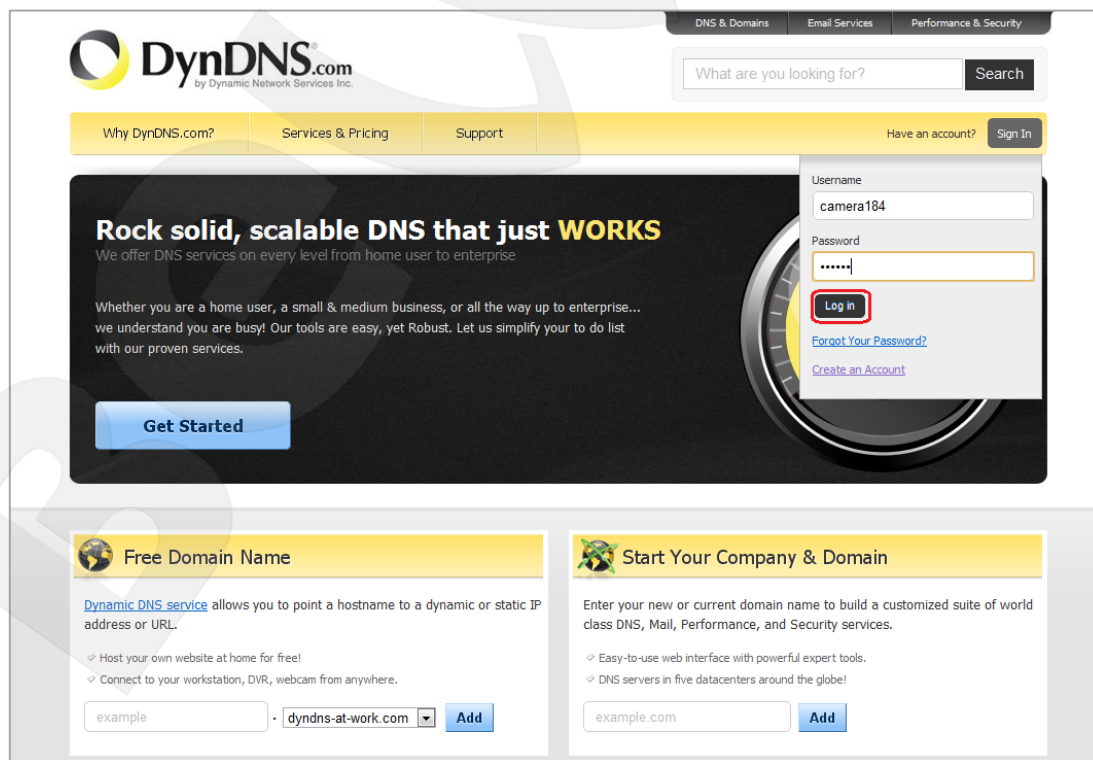 DNS & Domains
Email Services
Performance & Security
DynDNS.com
by Dynamic Network Services Inc.
What are you looking for?
Search
Why DynDNS.com?
Services & Pricing
Support
Have an account?
Sign In
Username
camera184
Password
••••••
Log in
Forgot Your Password?
Create an Account
Rock solid, scalable DNS that just WORKS
We offer DNS services on every level from home user to enterprise
Whether you are a home user, a small & medium business, or all the way up to enterprise...
we understand you are busy! Our tools are easy, yet Robust. Let us simplify your to do list
with our proven services.
Get Started
Free Domain Name
Dynamic DNS service allows you to point a hostname to a dynamic or static IP
address or URL.
Host your own website at home for free!
Connect to your workstation, DVR, webcam from anywhere.
example
. dyndns-at-work.com
Add
Start Your Company & Domain
Enter your new or current domain name to build a customized suite of world
class DNS, Mail, Performance, and Security services.
Easy-to-use web interface with powerful expert tools.
DNS servers in five datacenters around the globe!
example.com
Add